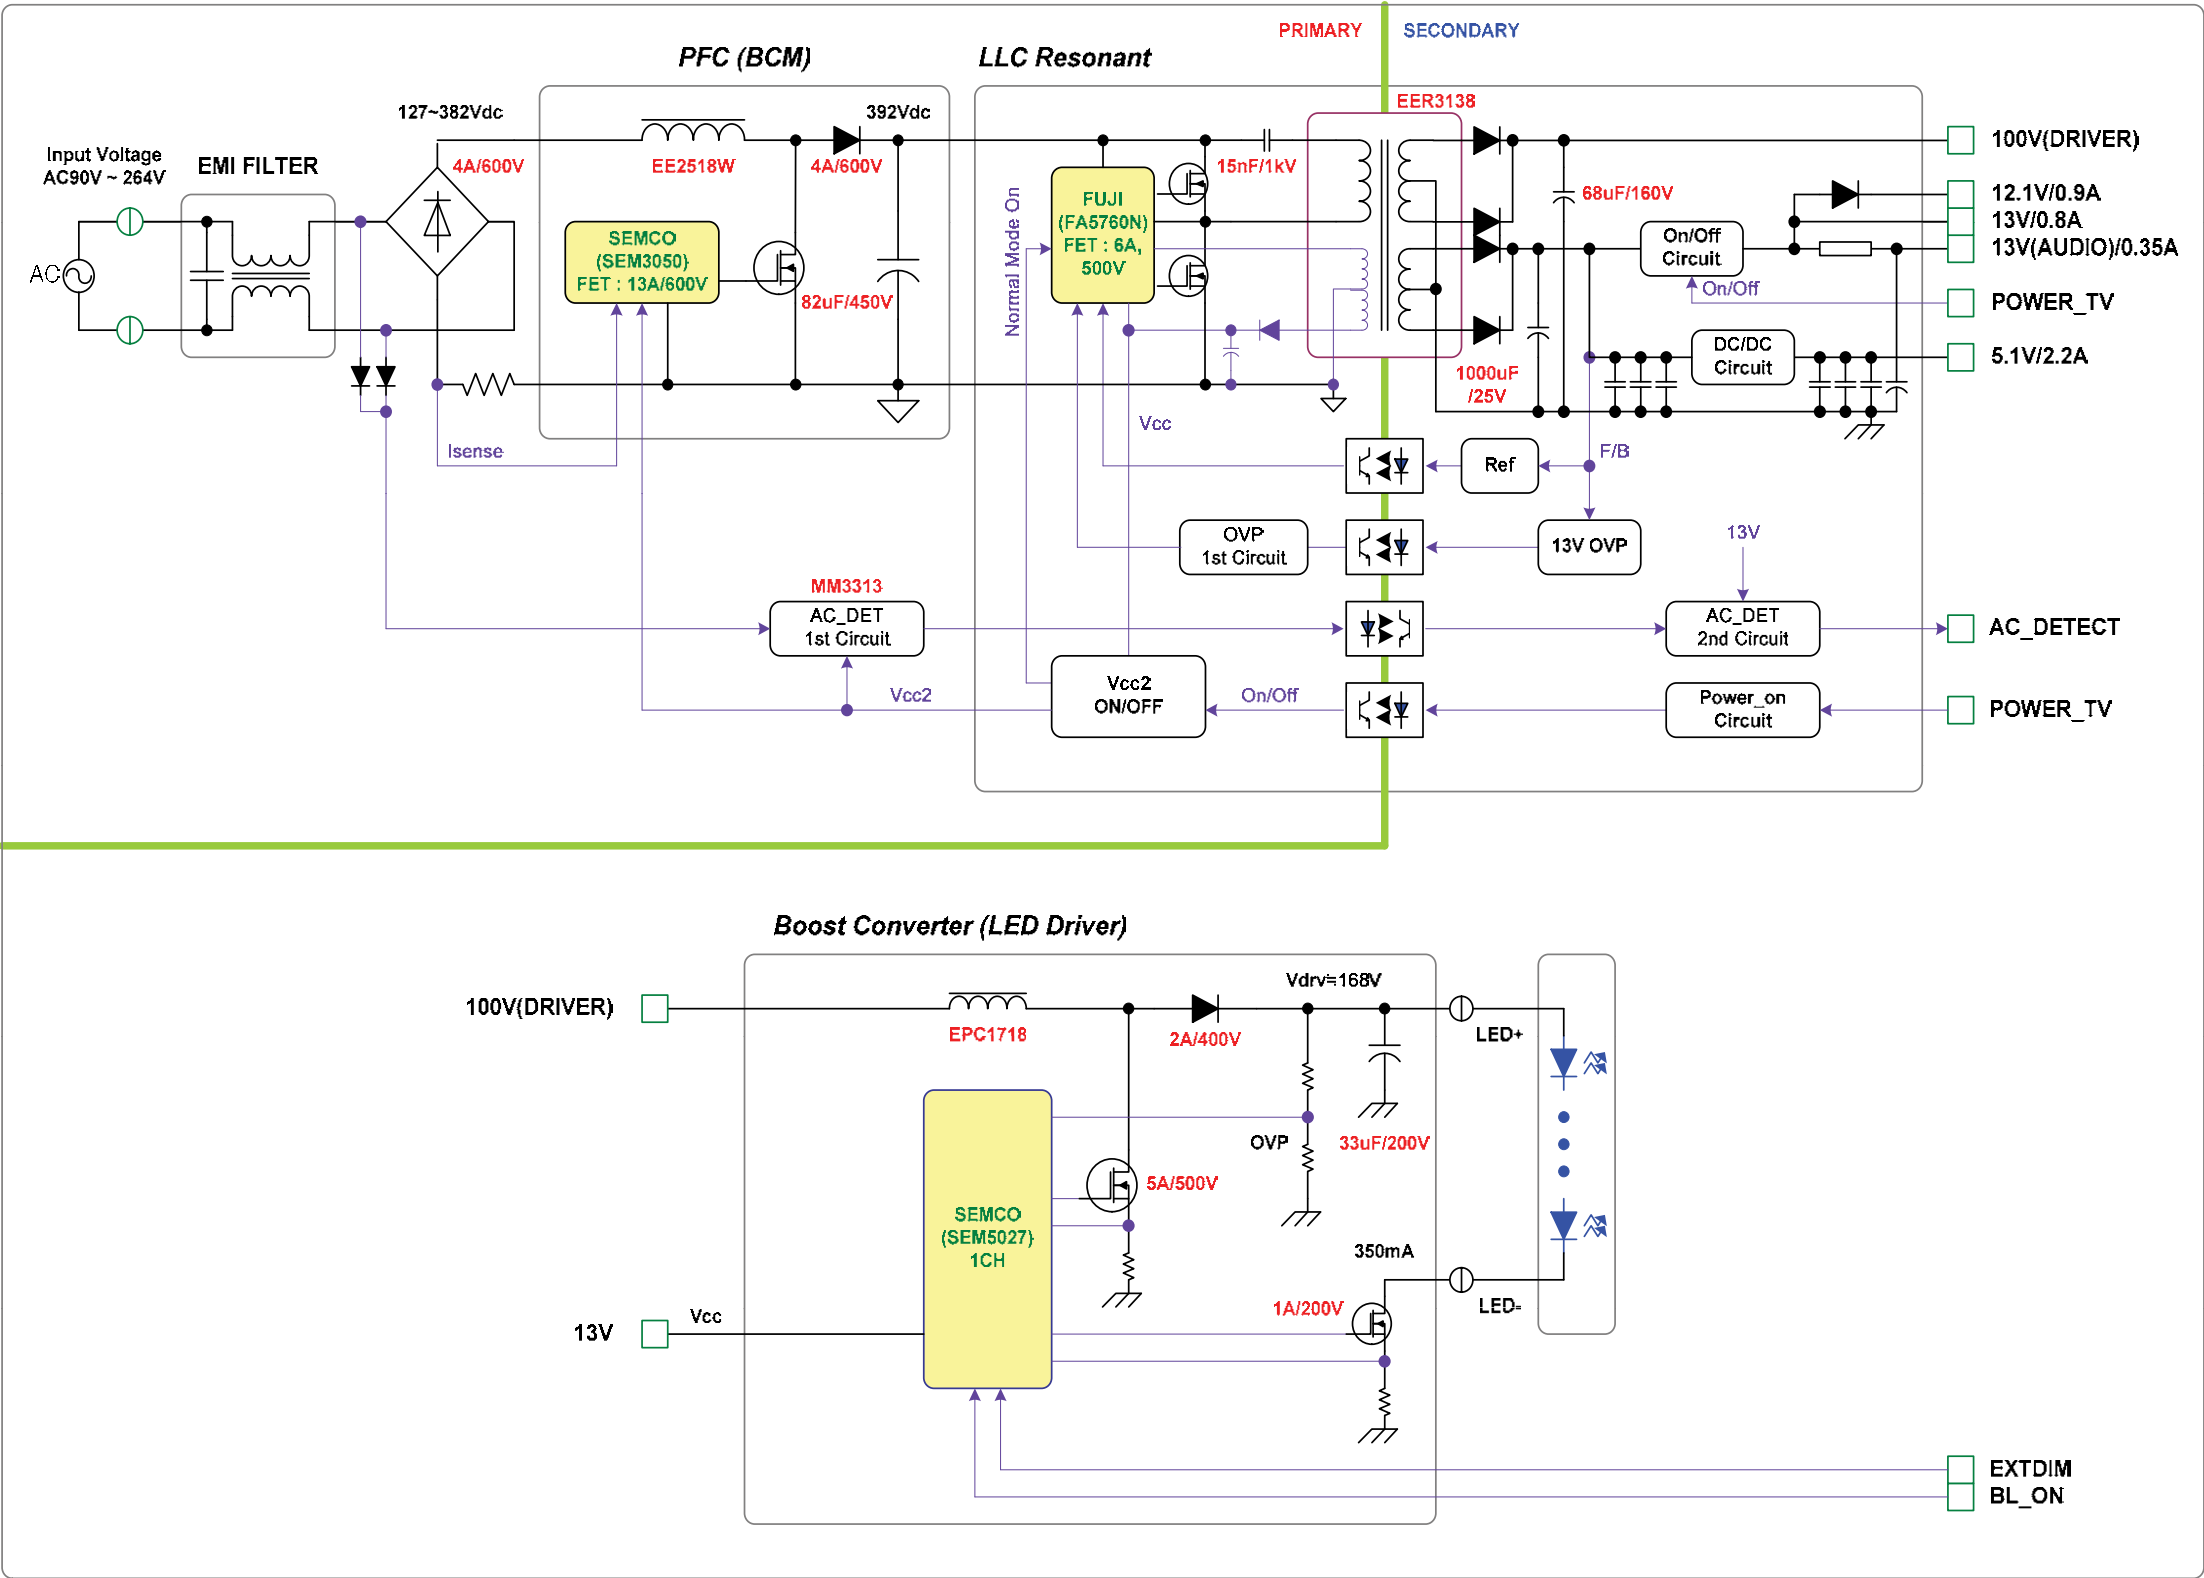 PRIMARY
SECONDARY
PFC (BCM)
LLC Resonant
EER3138
127~382Vdc
392Vdc
Input Voltage
AC90V ~ 264V
EMI FILTER
4A/600V
EE2518W
4A/600V
15nF/1kV
100V(DRIVER)
68uF/160V
12.1V/0.9A
13V/0.8A
13V(AUDIO)/0.35A
Normal Mode On
FUJI
(FA5760N)
FET : 6A,
500V
SEMCO
(SEM3050)
FET : 13A/600V
On/Off
Circuit
AC
82uF/450V
On/Off
POWER_TV
DC/DC
Circuit
5.1V/2.2A
1000uF
/25V
Vcc
Isense
Ref
F/B
OVP
1st Circuit
13V OVP
13V
MM3313
AC_DET
1st Circuit
AC_DET
2nd Circuit
AC_DETECT
Vcc2
Vcc2
ON/OFF
On/Off
Power_on
Circuit
POWER_TV
Boost Converter (LED Driver)
100V(DRIVER)
EPC1718
2A/400V
Vdrv=168V
LED+
OVP
33uF/200V
5A/500V
SEMCO
(SEM5027)
1CH
350mA
1A/200V
LED-
13V
Vcc
EXTDIM
BL_ON